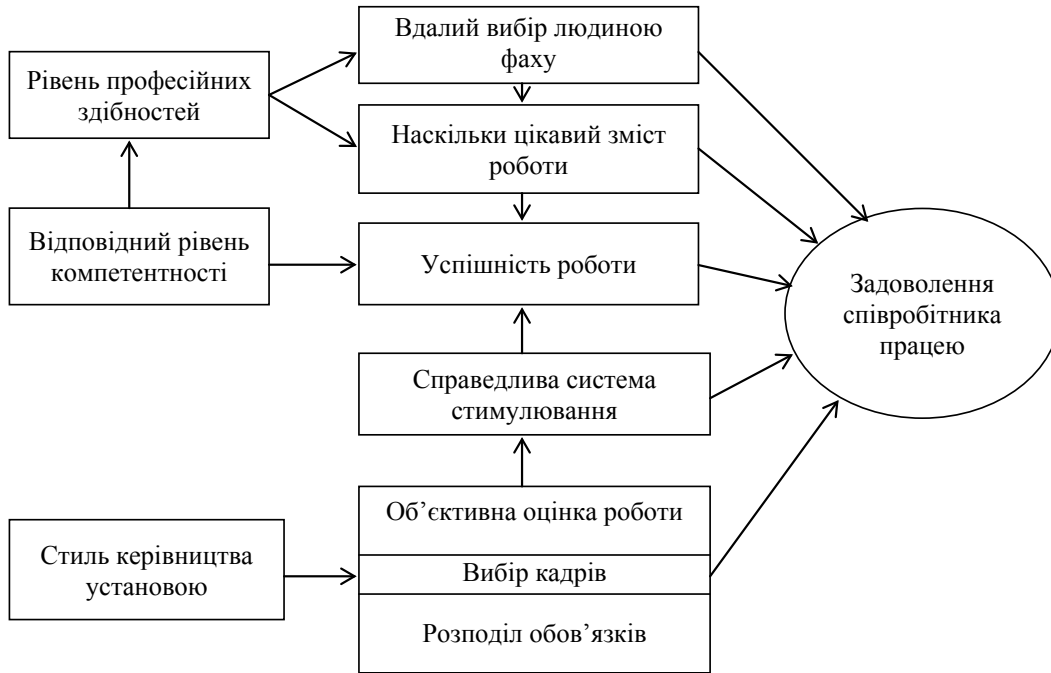 Вдалий вибір людиною
фаху
Рівень професійних
здібностей
Наскільки цікавий зміст
роботи
Відповідний рівень
компетентності
Успішність роботи
Задоволення
співробітника
працею
Справедлива система
стимулювання
Об’єктивна оцінка роботи
Стиль керівництва
установою
Вибір кадрів
Розподіл обов’язків